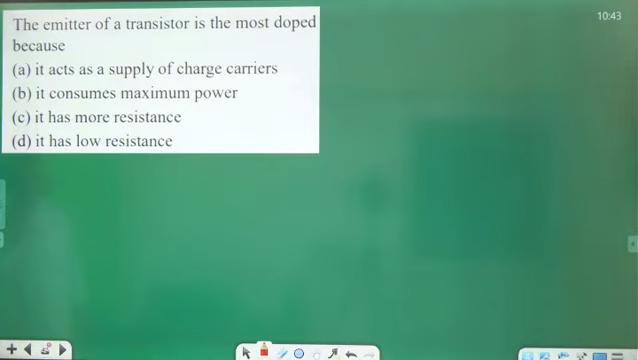 10:43
The emitter of a transistor is the most doped
because
(a) it acts as a supply of charge carriers
(b) it consumes maximum power
(c) it has more resistance
(d) it has low resistance